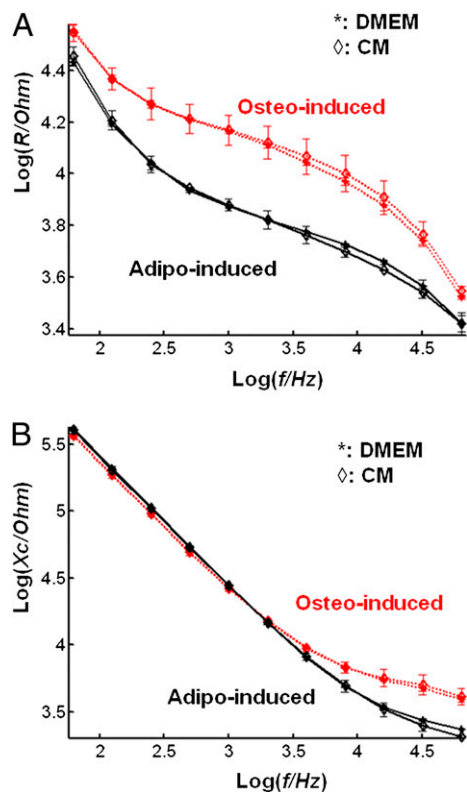 A
*: DMEM
◊: CM
Log(R/Ohm)
4.4
4.2
4
3.8
3.6
3.4
Osteo-induced
Adipo-induced
2 2.5 3 3.5 4 4.5
Log(f/Hz)
B
*: DMEM
◊: CM
Log(Xc/Ohm)
5.5
5
4.5
4
3.5
Osteo-induced
Adipo-induced
2 2.5 3 3.5 4 4.5
Log(f/Hz)